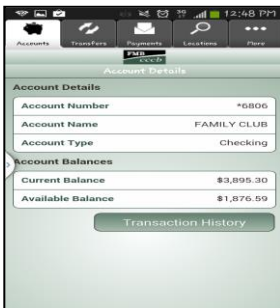 12:48 PM
Accounts Transfers Payments Locations More
FMB
cccb
Account Details
Account Details
Account Number *6806
Account Name FAMILY CLUB
Account Type Checking
Account Balances
Current Balance $3,895.30
Available Balance $1,876.59
Transaction History